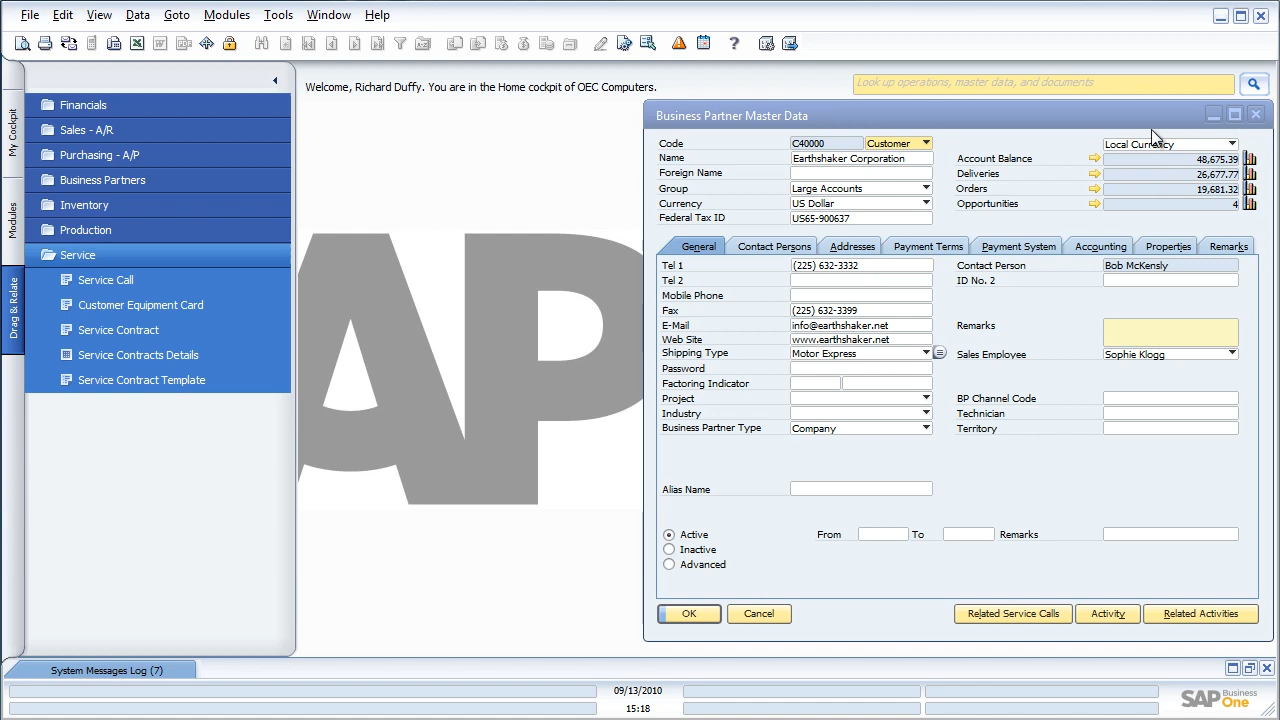 File Edit View Data Goto Modules Tools Window Help
My Cockpit
Modules
Drag & Relate
Financials
Sales - A/R
Purchasing - A/P
Business Partners
Inventory
Production
Service
Service Call
Customer Equipment Card
Service Contract
Service Contracts Details
Service Contract Template
Welcome, Richard Duffy. You are in the Home cockpit of OEC Computers.
Look up operations, master data, and documents
AP
Business Partner Master Data
Code C40000 Customer Local Currency
Name Earthshaker Corporation Account Balance 48,675.39
Foreign Name Deliveries 26,677.77
Group Large Accounts Orders 19,681.32
Currency US Dollar Opportunities 4
Federal Tax ID US65-900637
General Contact Persons Addresses Payment Terms Payment System Accounting Properties Remarks
Tel 1 (225) 632-3332 Contact Person Bob McKensly
Tel 2 ID No. 2
Mobile Phone
Fax (225) 632-3399
E-Mail info@earthshaker.net Remarks
Web Site www.earthshaker.net
Shipping Type Motor Express Sales Employee Sophie Klogg
Password
Factoring Indicator
Project BP Channel Code
Industry Technician
Business Partner Type Company Territory
Alias Name
Active From To Remarks
Inactive
Advanced
OK Cancel Related Service Calls Activity Related Activities
System Messages Log (7)
09/13/2010
15:18
SAP Business One